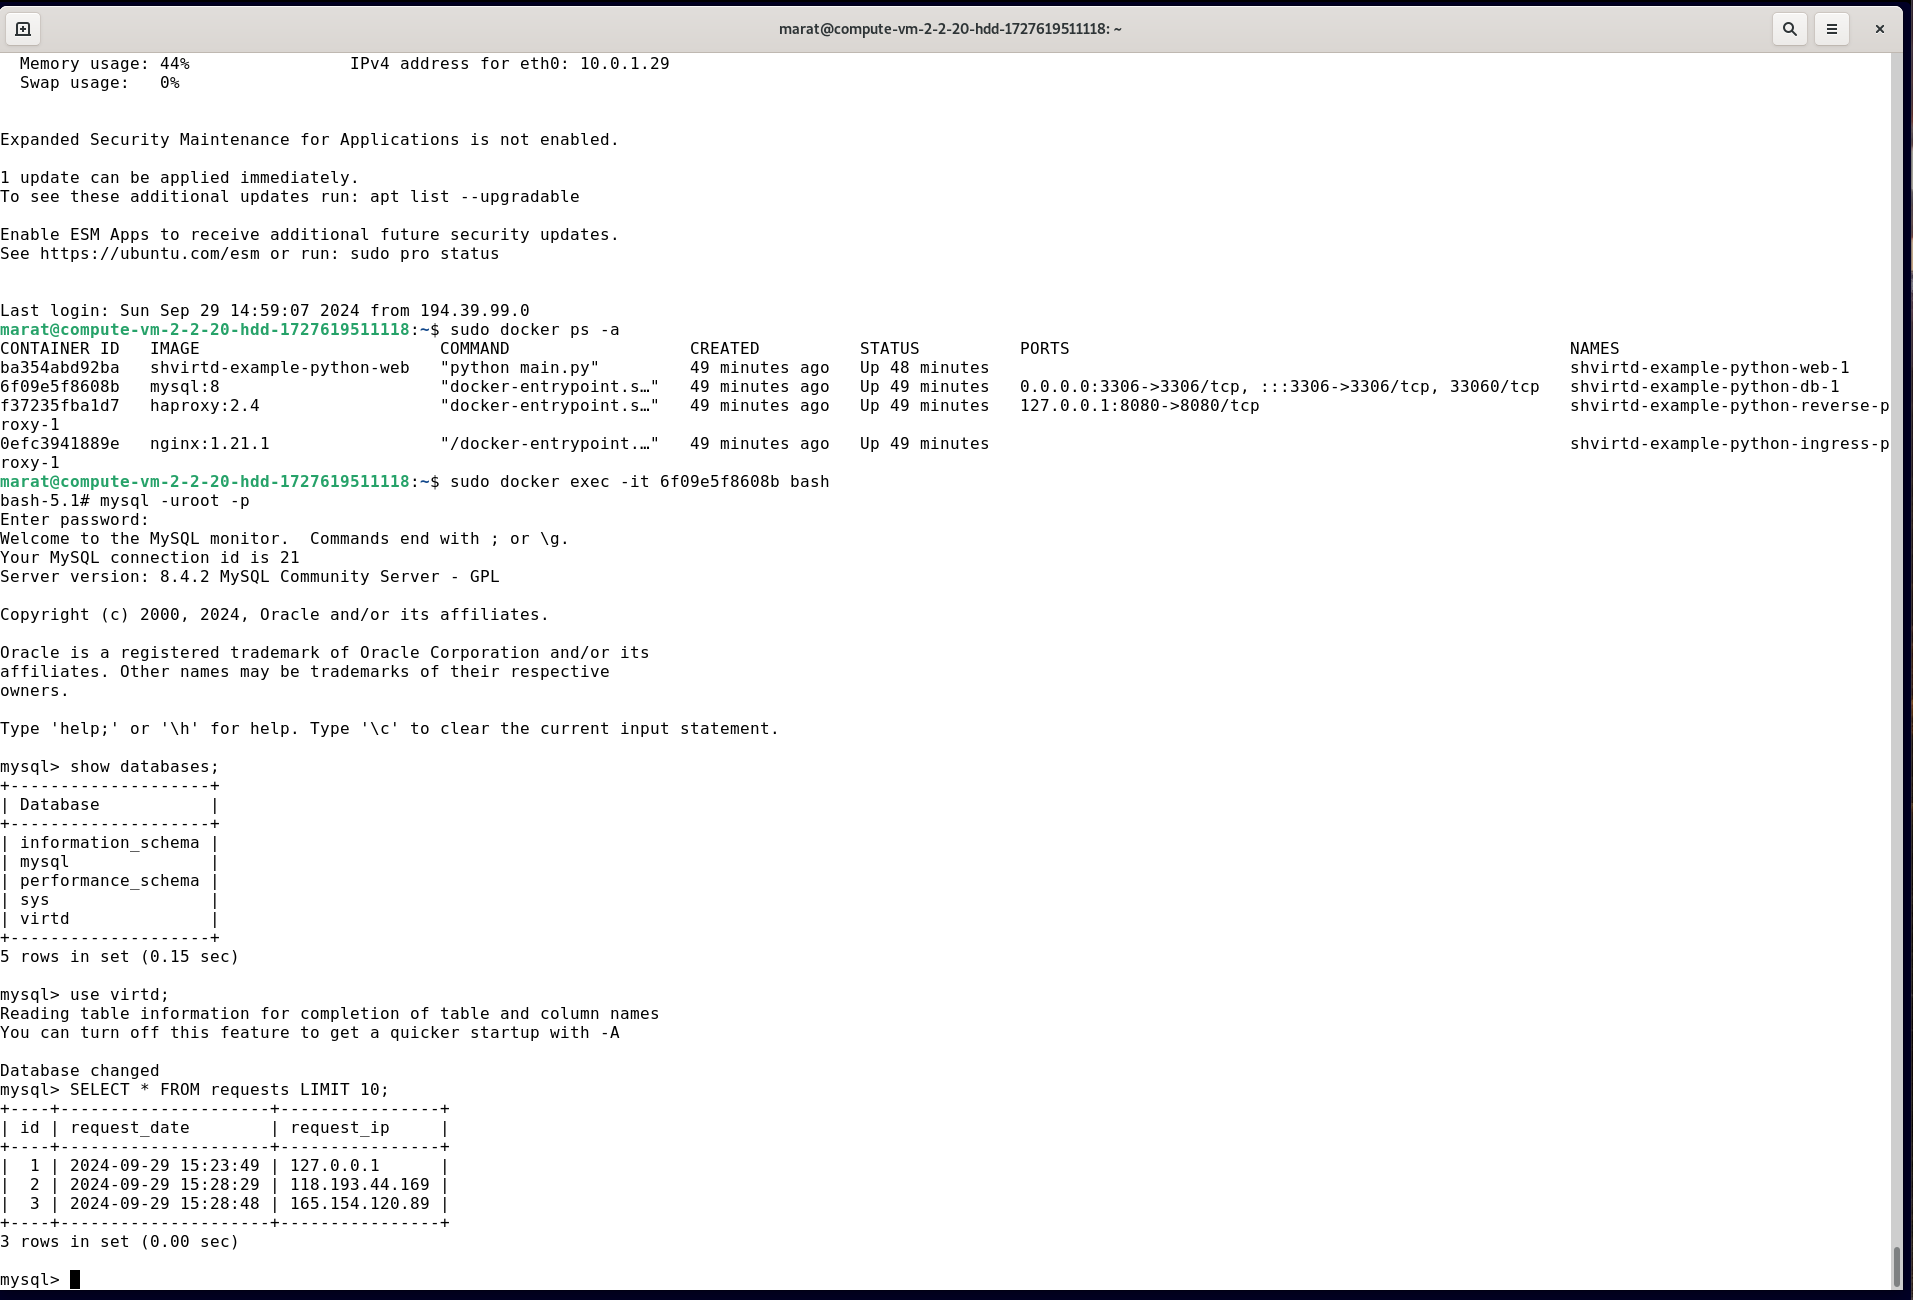 marat@compute-vm-2-2-20-hdd-1727619511118: ~
  Memory usage: 44%                IPv4 address for eth0: 10.0.1.29
  Swap usage:   0%
Expanded Security Maintenance for Applications is not enabled.
1 update can be applied immediately.
To see these additional updates run: apt list --upgradable
Enable ESM Apps to receive additional future security updates.
See https://ubuntu.com/esm or run: sudo pro status
Last login: Sun Sep 29 14:59:07 2024 from 194.39.99.0
marat@compute-vm-2-2-20-hdd-1727619511118:~$ sudo docker ps -a
CONTAINER ID   IMAGE                        COMMAND                  CREATED          STATUS          PORTS                                                  NAMES
ba354abd92ba   shvirtd-example-python-web   "python main.py"         49 minutes ago   Up 48 minutes                                                          shvirtd-example-python-web-1
6f09e5f8608b   mysql:8                      "docker-entrypoint.s…"   49 minutes ago   Up 49 minutes   0.0.0.0:3306->3306/tcp, :::3306->3306/tcp, 33060/tcp   shvirtd-example-python-db-1
f37235fba1d7   haproxy:2.4                  "docker-entrypoint.s…"   49 minutes ago   Up 49 minutes   127.0.0.1:8080->8080/tcp                               shvirtd-example-python-reverse-p
roxy-1
0efc3941889e   nginx:1.21.1                 "/docker-entrypoint.…"   49 minutes ago   Up 49 minutes                                                          shvirtd-example-python-ingress-p
roxy-1
marat@compute-vm-2-2-20-hdd-1727619511118:~$ sudo docker exec -it 6f09e5f8608b bash
bash-5.1# mysql -uroot -p
Enter password:
Welcome to the MySQL monitor.  Commands end with ; or \g.
Your MySQL connection id is 21
Server version: 8.4.2 MySQL Community Server - GPL
Copyright (c) 2000, 2024, Oracle and/or its affiliates.
Oracle is a registered trademark of Oracle Corporation and/or its
affiliates. Other names may be trademarks of their respective
owners.
Type 'help;' or '\h' for help. Type '\c' to clear the current input statement.
mysql> show databases;
+--------------------+
| Database           |
+--------------------+
| information_schema |
| mysql              |
| performance_schema |
| sys                |
| virtd              |
+--------------------+
5 rows in set (0.15 sec)
mysql> use virtd;
Reading table information for completion of table and column names
You can turn off this feature to get a quicker startup with -A
Database changed
mysql> SELECT * FROM requests LIMIT 10;
+----+---------------------+----------------+
| id | request_date        | request_ip     |
+----+---------------------+----------------+
|  1 | 2024-09-29 15:23:49 | 127.0.0.1      |
|  2 | 2024-09-29 15:28:29 | 118.193.44.169 |
|  3 | 2024-09-29 15:28:48 | 165.154.120.89 |
+----+---------------------+----------------+
3 rows in set (0.00 sec)
mysql>